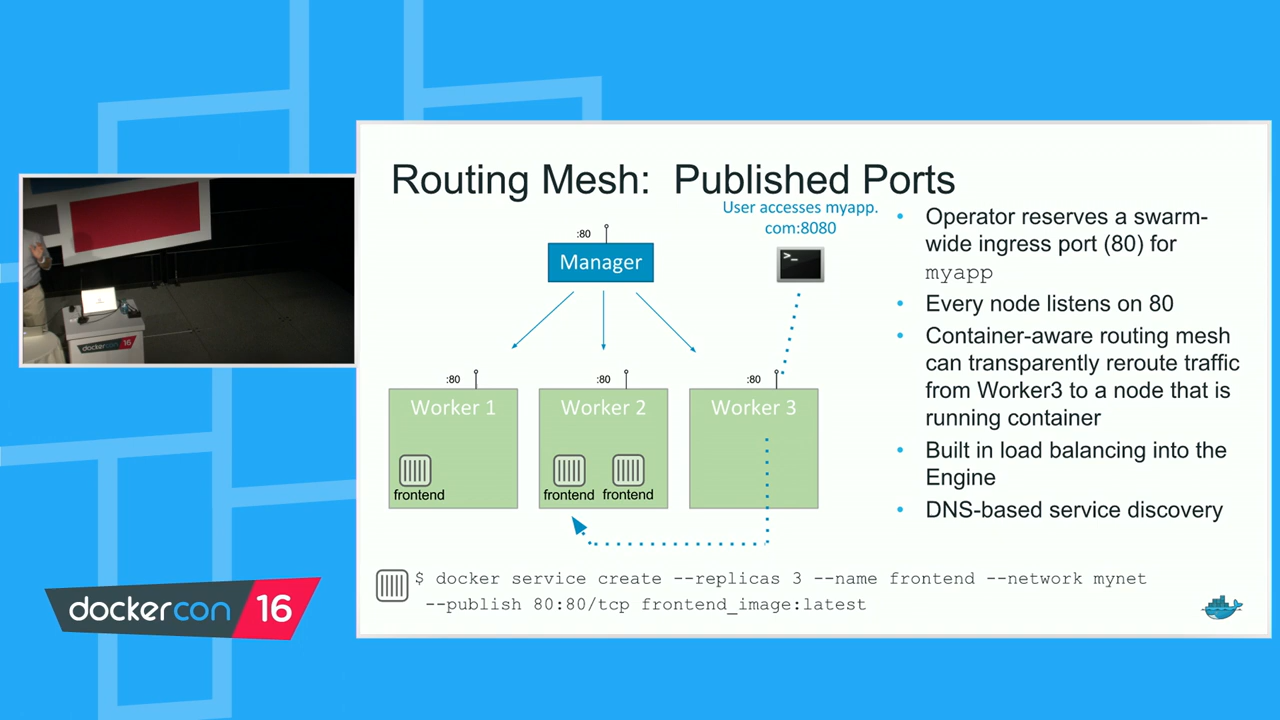 Routing Mesh: Published Ports
User accesses myapp.
com:8080
:80
Manager
>_
:80
:80
:80
Worker 1
Worker 2
Worker 3
frontend
frontend
frontend
• Operator reserves a swarm-
wide ingress port (80) for
myapp
• Every node listens on 80
• Container-aware routing mesh
can transparently reroute traffic
from Worker3 to a node that is
running container
• Built in load balancing into the
Engine
• DNS-based service discovery
$ docker service create --replicas 3 --name frontend --network mynet
--publish 80:80/tcp frontend_image:latest
dockercon 16
dockercon 16